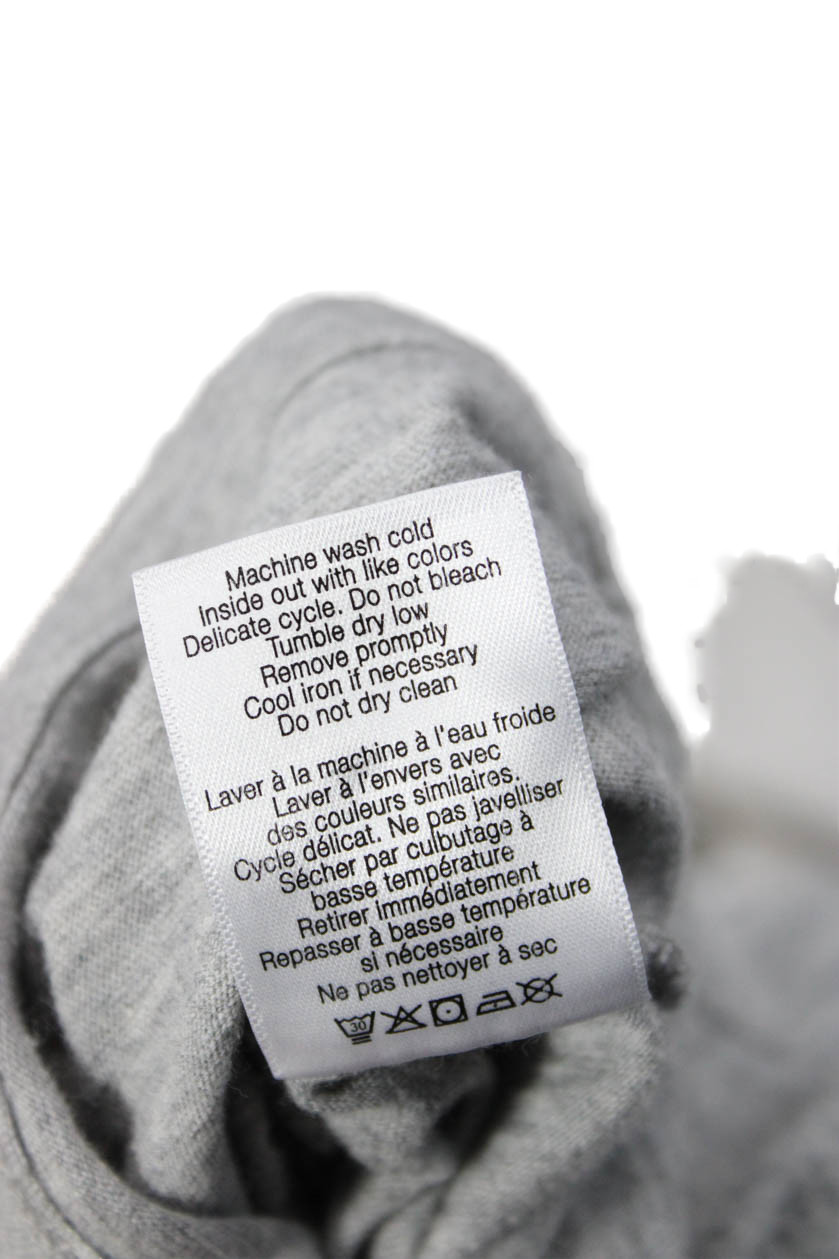 Machine wash cold
Inside out with like colors
Delicate cycle. Do not bleach
Tumble dry low
Remove promptly
Cool iron if necessary
Do not dry clean
Laver à la machine à l'eau froide
Laver à l'envers avec
des couleurs similaires.
Cycle délicat. Ne pas javelliser
Sécher par culbutage à
basse température
Retirer immédiatement
Repasser à basse température
si nécessaire
Ne pas nettoyer à sec
30